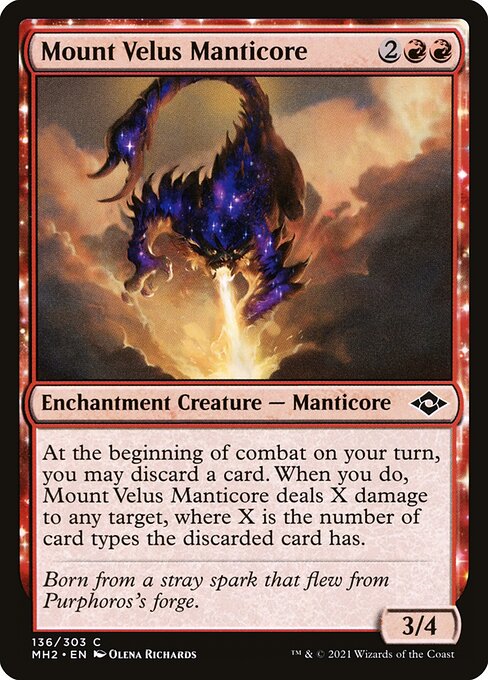 Mount Velus Manticore 2
Enchantment Creature — Manticore
At the beginning of combat on your turn,
you may discard a card. When you do,
Mount Velus Manticore deals X damage
to any target, where X is the number of
card types the discarded card has.
Born from a stray spark that flew from
Purphoros's forge.
3/4
136/303 C
MH2 • EN Olena Richards
™ & © 2021 Wizards of the Coast